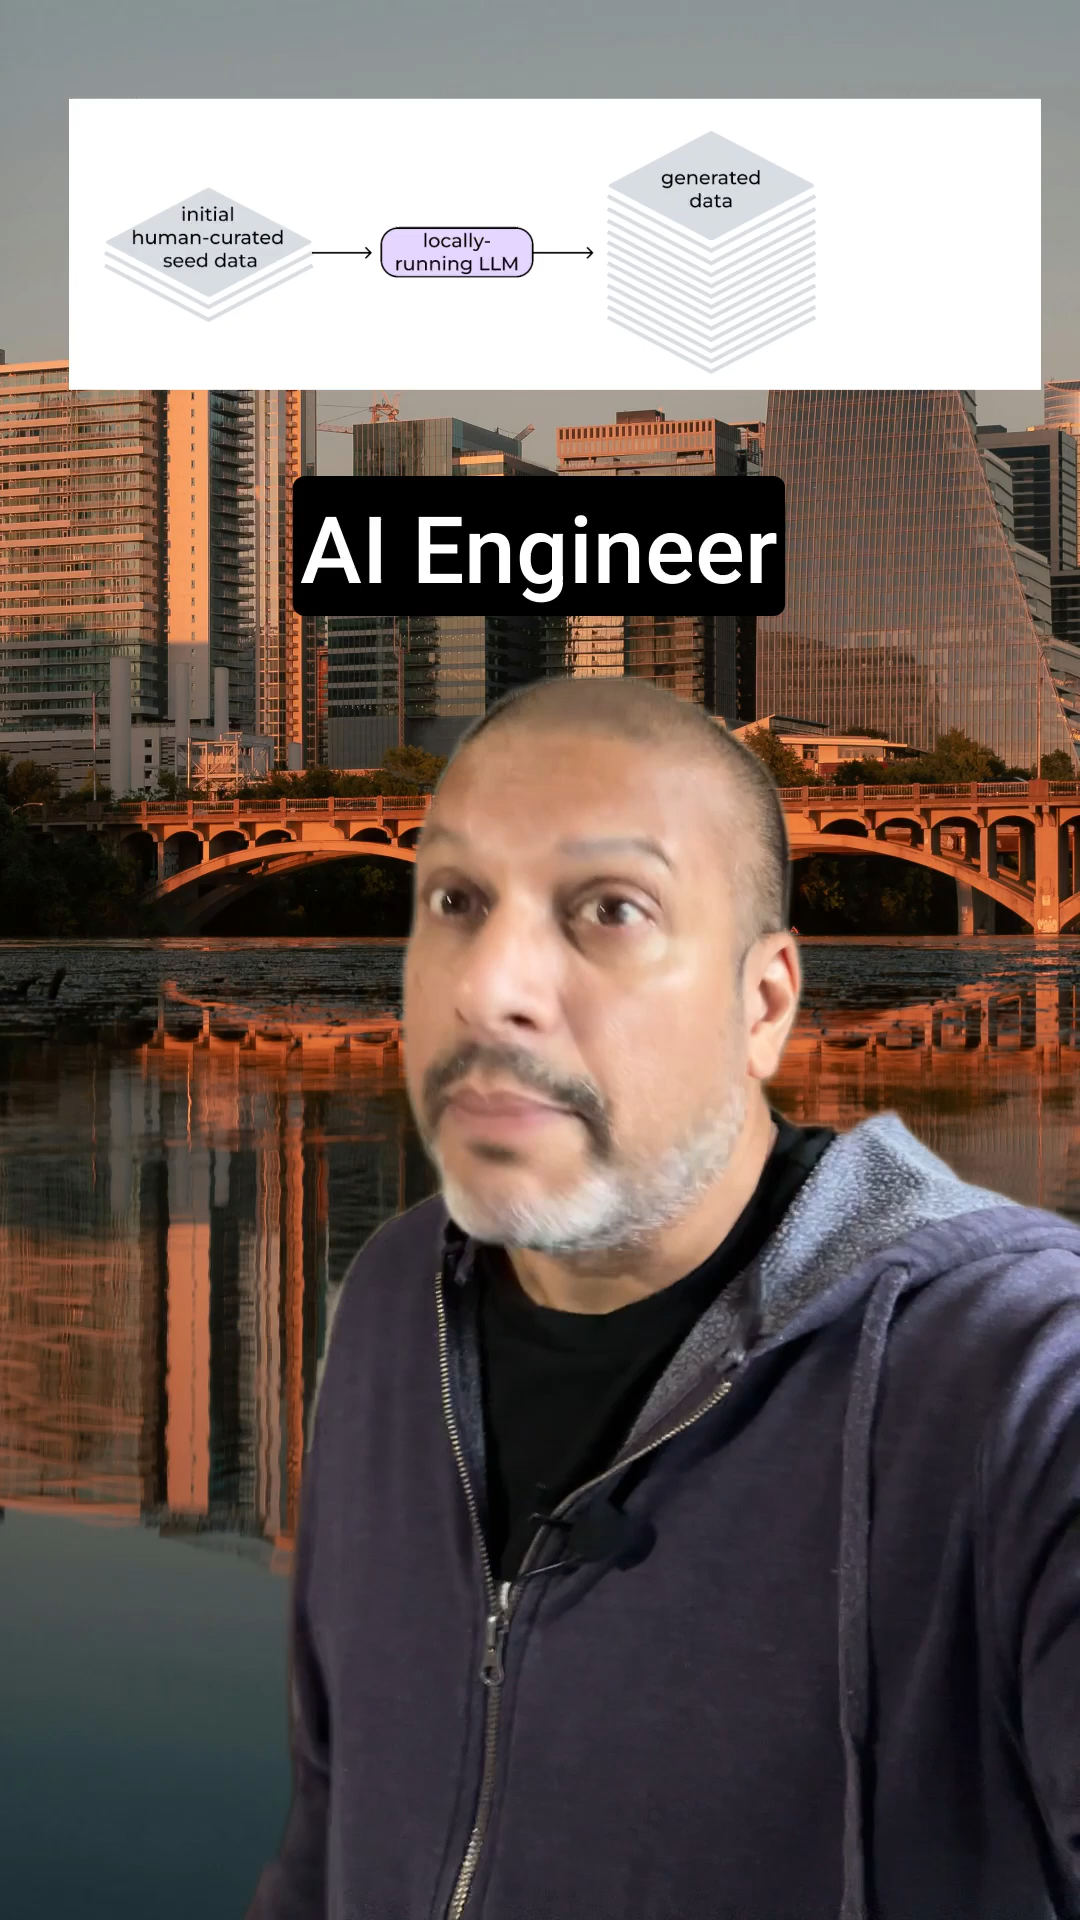 initial
human-curated
seed data
locally-
running LLM
generated
data
AI Engineer